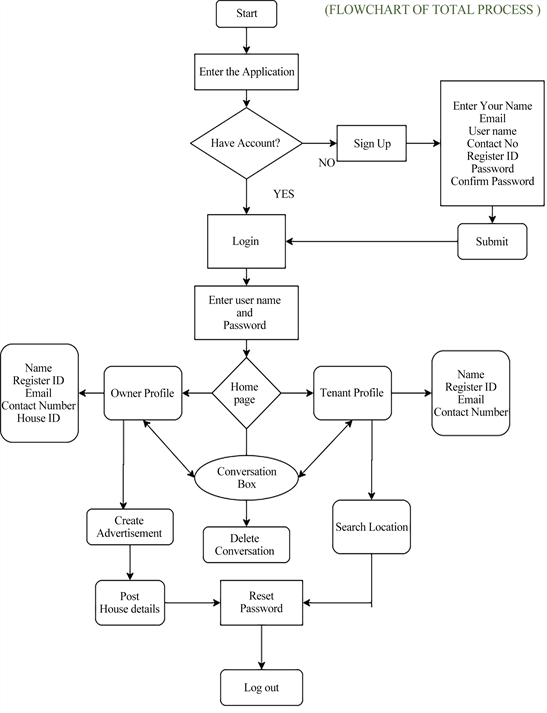 Start
(FLOWCHART OF TOTAL PROCESS )
Enter the Application
Have Account?
NO
Sign Up
Enter Your Name
Email
User name
Contact No
Register ID
Password
Confirm Password
YES
Login
Submit
Enter user name
and
Password
Name
Register ID
Email
Contact Number
House ID
Owner Profile
Home
page
Tenant Profile
Name
Register ID
Email
Contact Number
Conversation
Box
Create
Advertisement
Delete
Conversation
Search Location
Post
House details
Reset
Password
Log out